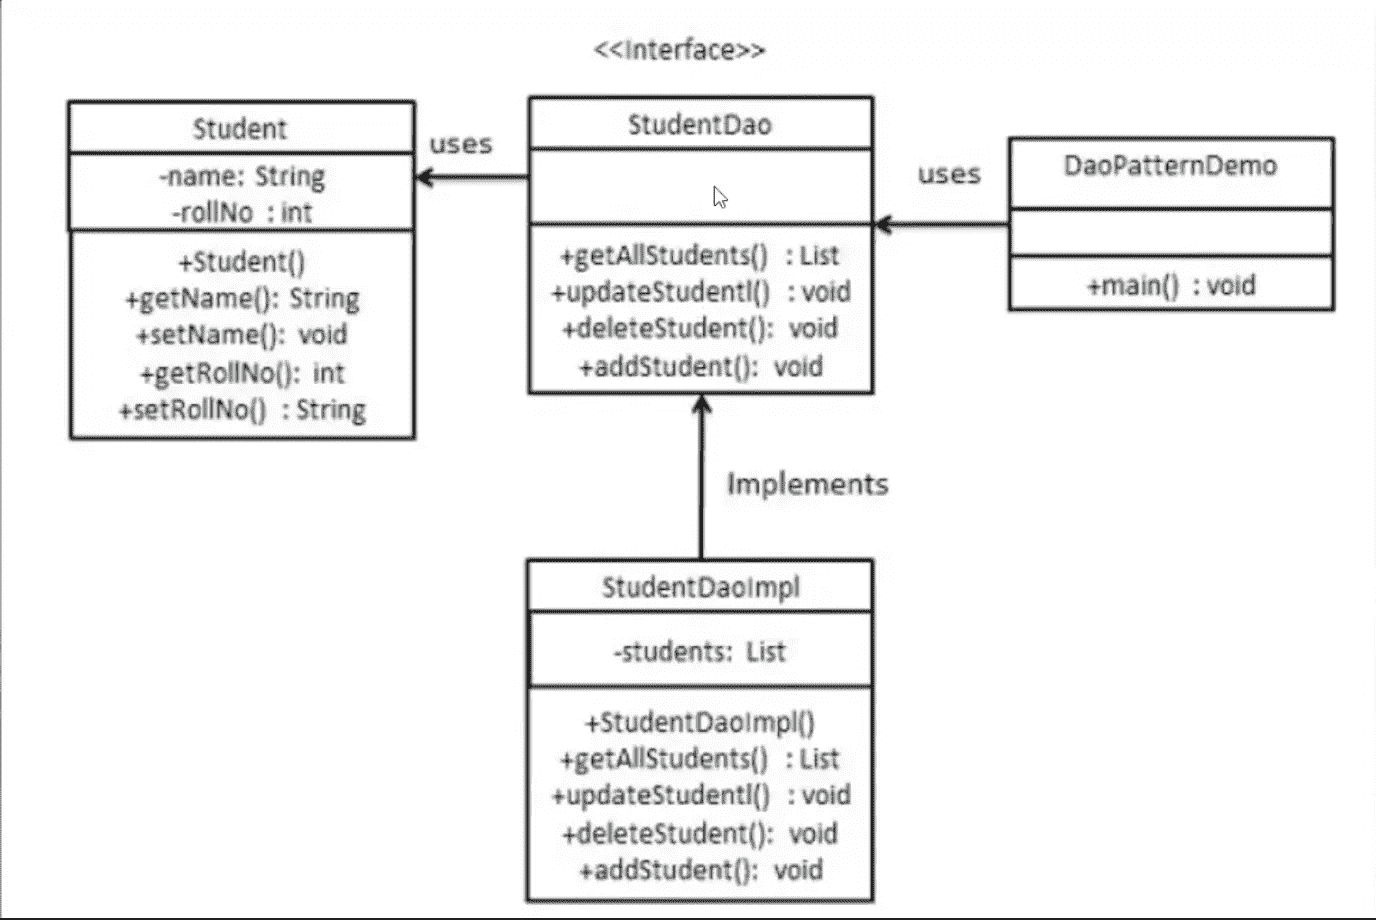 <<Interface>>
Student
-name: String
-rollNo : int
+Student()
+getName(): String
+setName(): void
+getRollNo(): int
+setRollNo() : String
uses
StudentDao
+getAllStudents() : List
+updateStudentl() : void
+deleteStudent(): void
+addStudent(): void
uses
DaoPatternDemo
+main() : void
Implements
StudentDaoImpl
-students: List
+StudentDaoImpl()
+getAllStudents() : List
+updateStudentl() : void
+deleteStudent(): void
+addStudent(): void